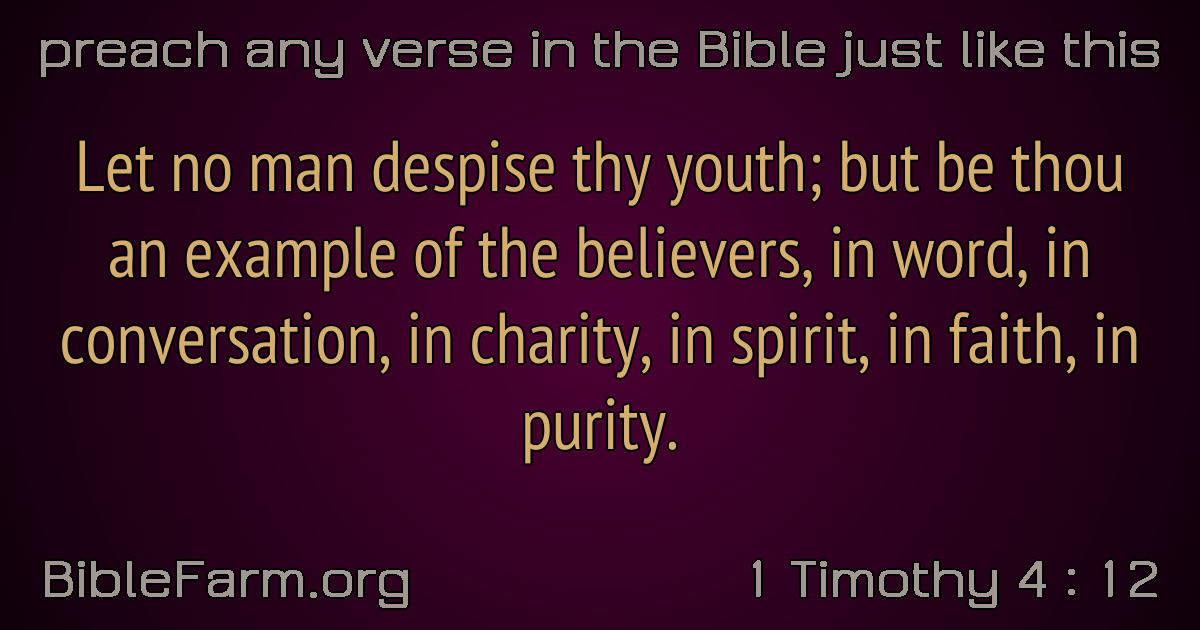 preach any verse in the Bible just like this
Let no man despise thy youth; but be thou
an example of the believers, in word, in
conversation, in charity, in spirit, in faith, in
purity.
BibleFarm.org
1 Timothy 4 : 12